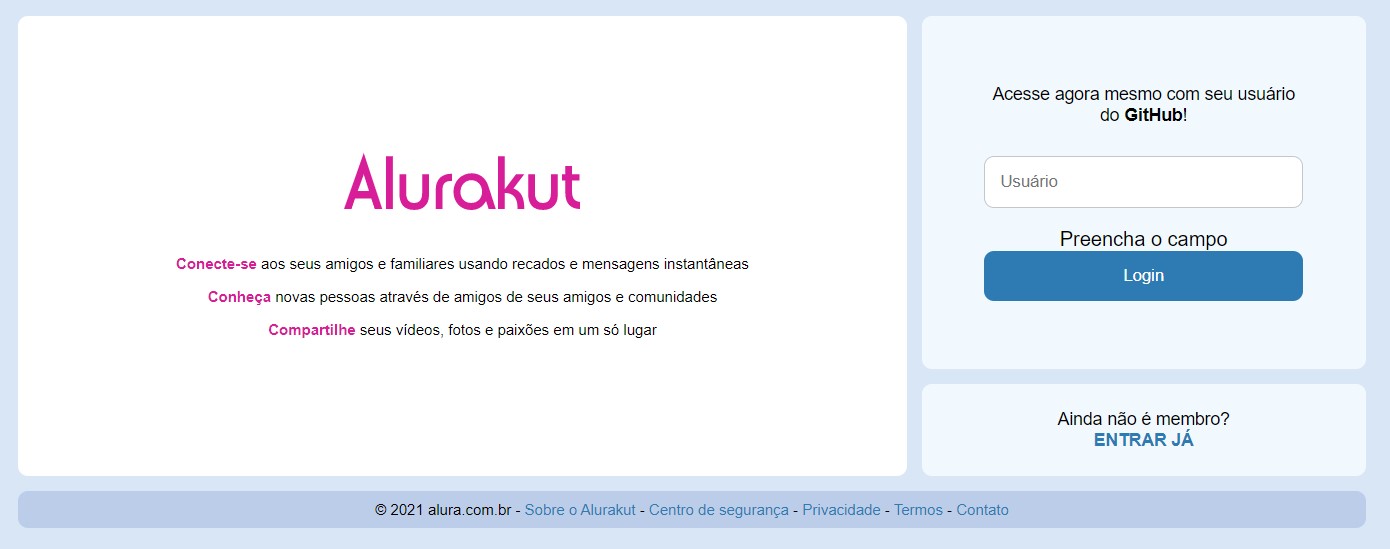 Alurakut
Conecte-se aos seus amigos e familiares usando recados e mensagens instantâneas
Conheça novas pessoas através de amigos de seus amigos e comunidades
Compartilhe seus vídeos, fotos e paixões em um só lugar
Acesse agora mesmo com seu usuário
do GitHub!
Usuário
Preencha o campo
Login
Ainda não é membro?
ENTRAR JÁ
© 2021 alura.com.br - Sobre o Alurakut - Centro de segurança - Privacidade - Termos - Contato